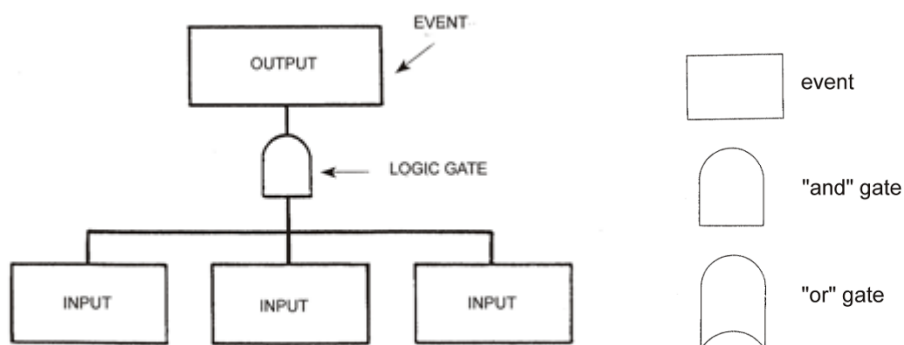 EVENT
OUTPUT
LOGIC GATE
INPUT
INPUT
INPUT
event
"and" gate
"or" gate